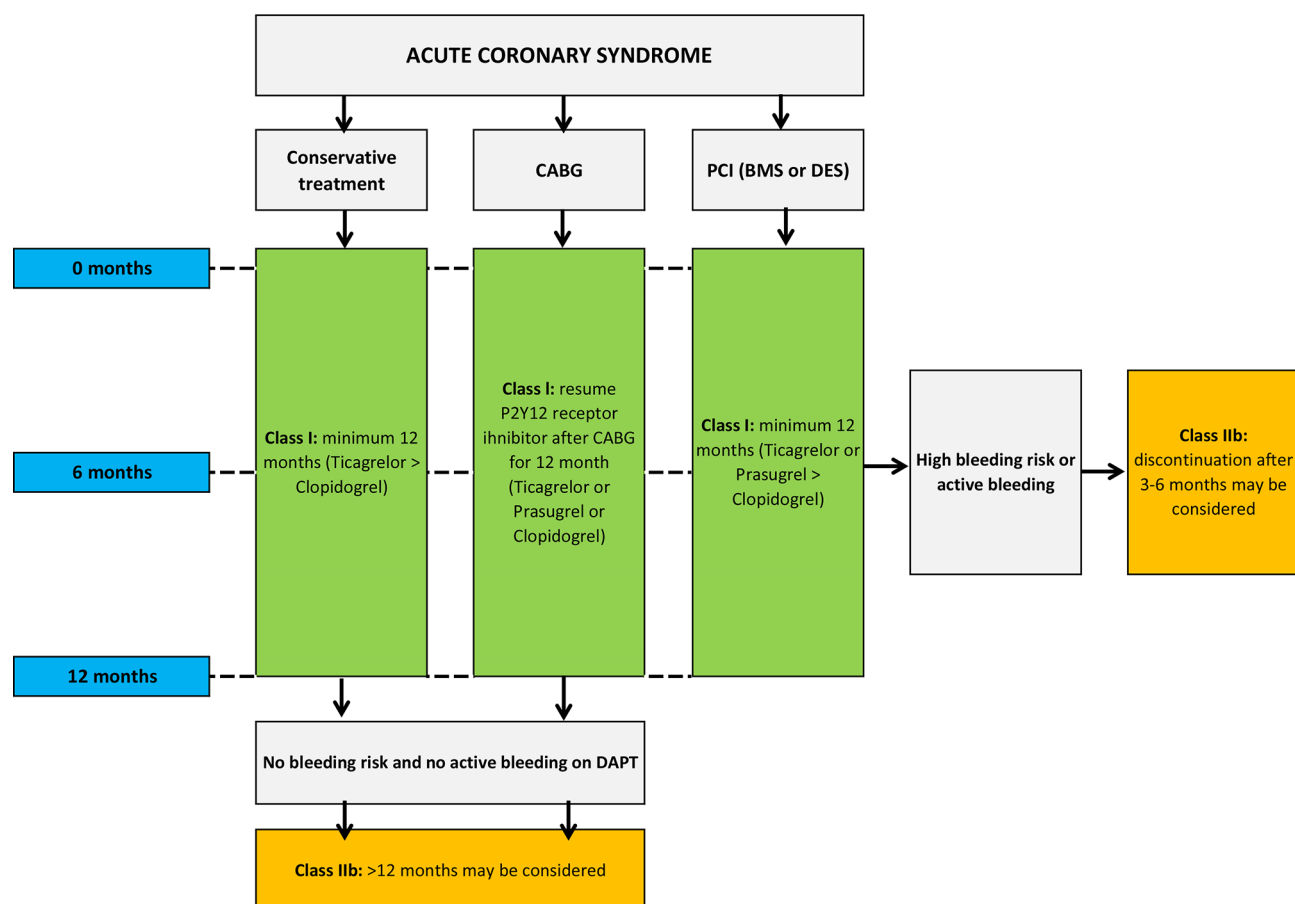 ACUTE CORONARY SYNDROME
Conservative
treatment
CABG
PCI (BMS or DES)
0 months
6 months
12 months
Class I: minimum 12
months (Ticagrelor >
Clopidogrel)
Class l: resume
P2Y12 receptor
ihnibitor after CABG
for 12 month
(Ticagrelor or
Prasugrel or
Clopidogrel)
Class I: minimum 12
months (Ticagrelor or
Prasugrel >
Clopidogrel)
High bleeding risk or
active bleeding
Class IIb:
discontinuation after
3-6 months may be
considered
No bleeding risk and no active bleeding on DAPT
Class IIb: >12 months may be considered